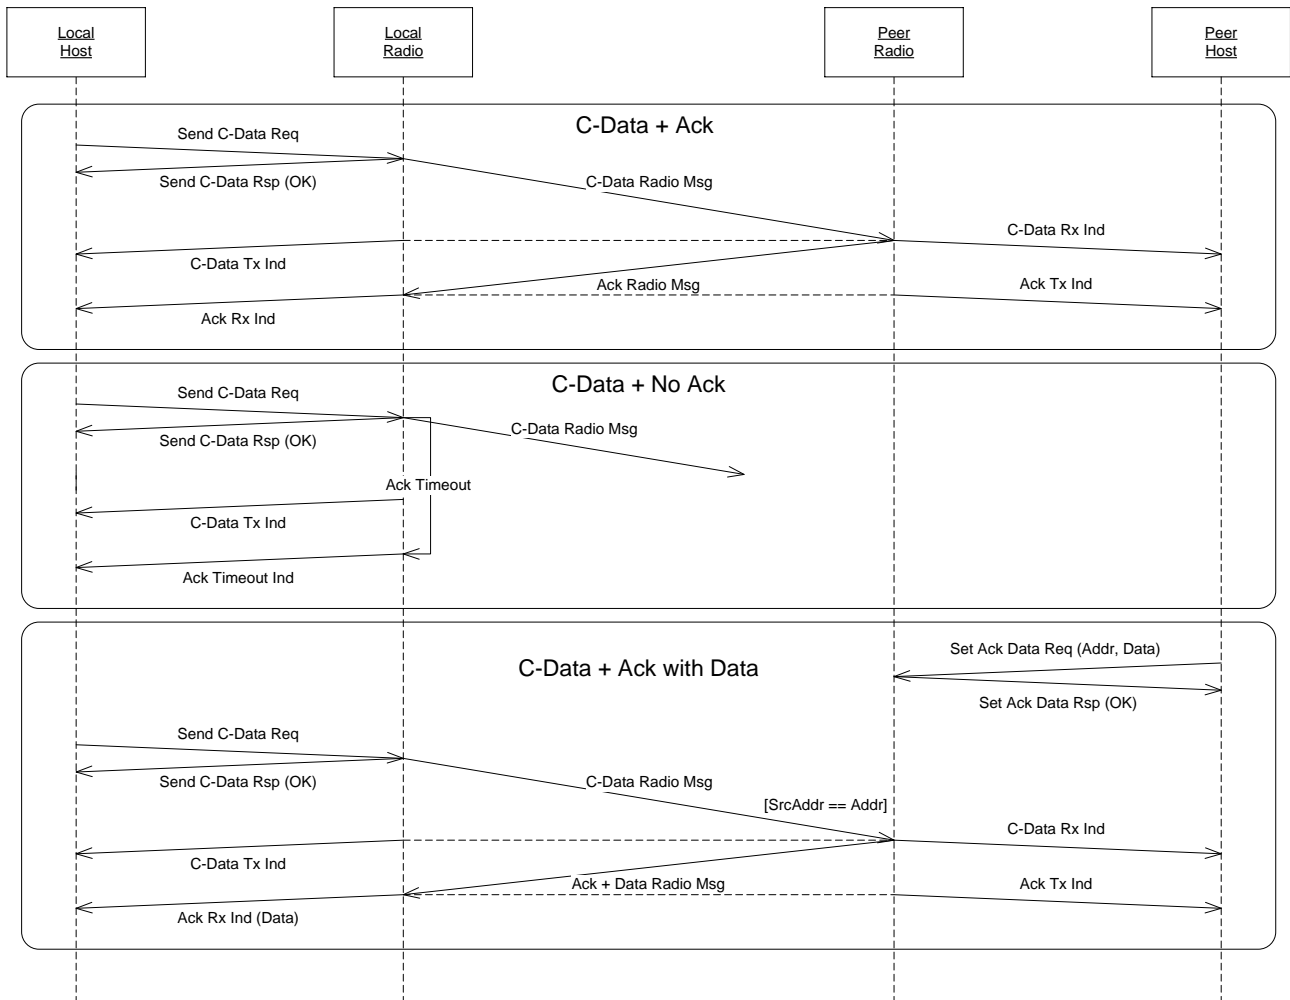 Local
Host
Local
Radio
Peer
Radio
Peer
Host
C-Data + Ack
Send C-Data Req
Send C-Data Rsp (OK)
C-Data Radio Msg
C-Data Rx Ind
C-Data Tx Ind
Ack Radio Msg
Ack Tx Ind
Ack Rx Ind
C-Data + No Ack
Send C-Data Req
Send C-Data Rsp (OK)
C-Data Radio Msg
Ack Timeout
C-Data Tx Ind
Ack Timeout Ind
C-Data + Ack with Data
Set Ack Data Req (Addr, Data)
Set Ack Data Rsp (OK)
Send C-Data Req
Send C-Data Rsp (OK)
C-Data Radio Msg
[SrcAddr == Addr]
C-Data Rx Ind
C-Data Tx Ind
Ack + Data Radio Msg
Ack Tx Ind
Ack Rx Ind (Data)